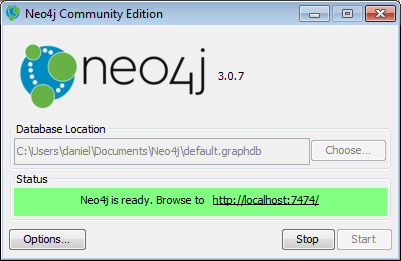 Neo4j Community Edition
neo4j 3.0.7
Database Location
C:\Users\daniel\Documents\Neo4j\default.graphdb Choose...
Status
Neo4j is ready. Browse to http://localhost:7474/
Options... Stop Start